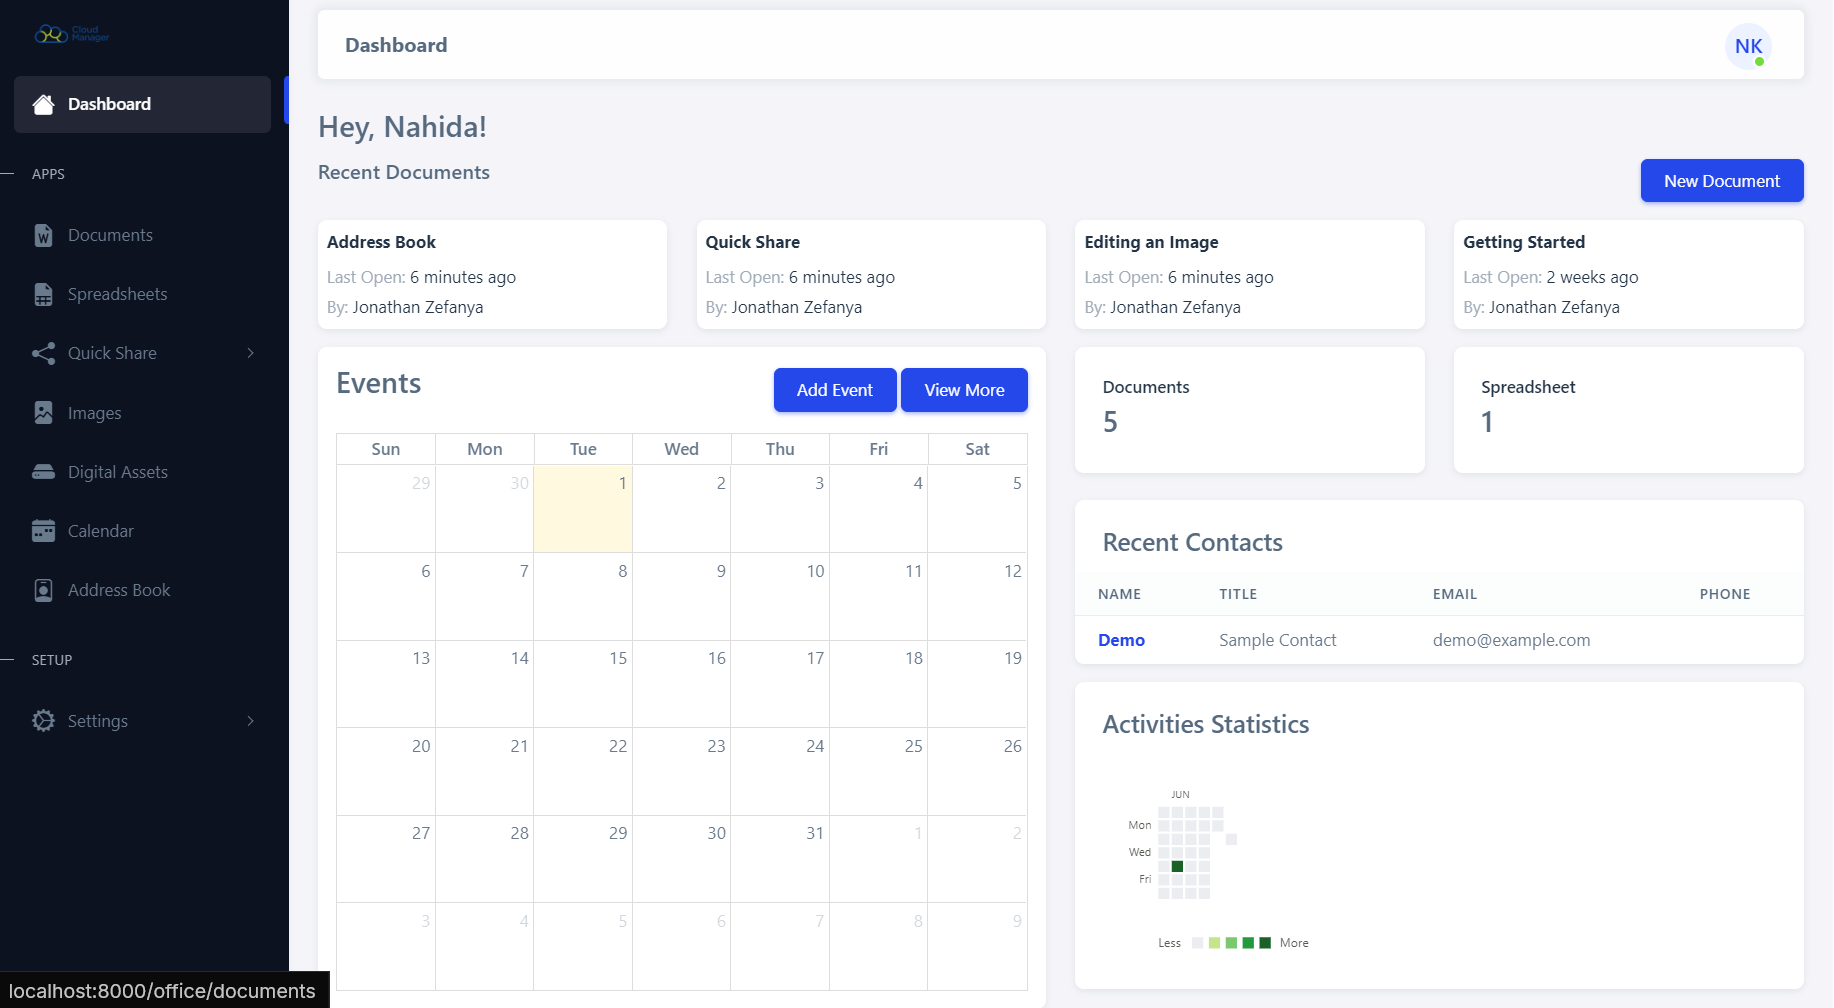 Cloud
Manager
Dashboard
APPS
Documents
Spreadsheets
Quick Share
Images
Digital Assets
Calendar
Address Book
SETUP
Settings
localhost:8000/office/documents
Dashboard
NK
Hey, Nahida!
Recent Documents
New Document
Address Book
Last Open: 6 minutes ago
By: Jonathan Zefanya
Quick Share
Last Open: 6 minutes ago
By: Jonathan Zefanya
Editing an Image
Last Open: 6 minutes ago
By: Jonathan Zefanya
Getting Started
Last Open: 2 weeks ago
By: Jonathan Zefanya
Events
Add Event
View More
Sun Mon Tue Wed Thu Fri Sat
29 30 1 2 3 4 5
6 7 8 9 10 11 12
13 14 15 16 17 18 19
20 21 22 23 24 25 26
27 28 29 30 31 1 2
3 4 5 6 7 8 9
Documents
5
Spreadsheet
1
Recent Contacts
NAME TITLE EMAIL PHONE
Demo Sample Contact demo@example.com
Activities Statistics
JUN
Mon
Wed
Fri
Less More